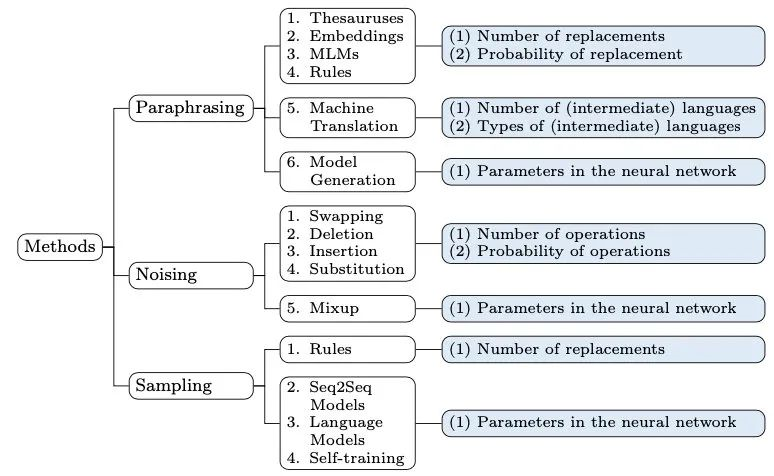 Methods
Paraphrasing
1. Thesauruses
2. Embeddings
3. MLMs
4. Rules
(1) Number of replacements
(2) Probability of replacement
5. Machine
Translation
(1) Number of (intermediate) languages
(2) Types of (intermediate) languages
6. Model
Generation
(1) Parameters in the neural network
Noising
1. Swapping
2. Deletion
3. Insertion
4. Substitution
(1) Number of operations
(2) Probability of operations
5. Mixup
(1) Parameters in the neural network
Sampling
1. Rules
(1) Number of replacements
2. Seq2Seq
Models
3. Language
Models
4. Self-training
(1) Parameters in the neural network